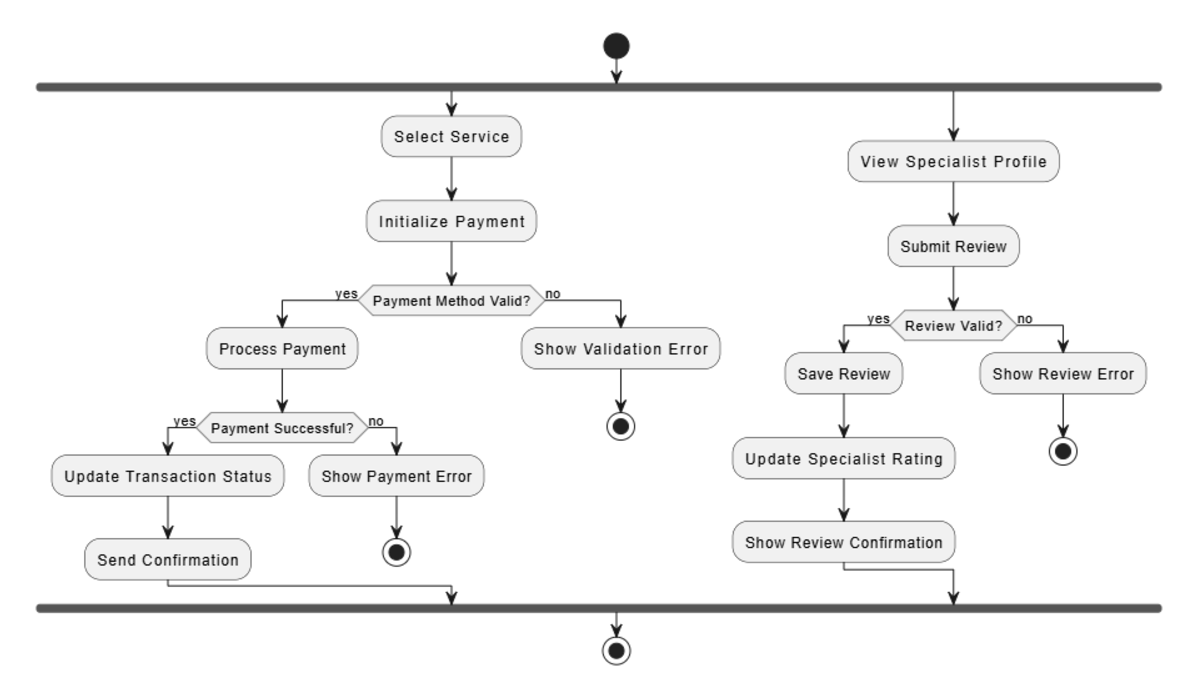 Select Service
Initialize Payment
yes
Payment Method Valid?
no
Process Payment
Show Validation Error
yes
Payment Successful?
no
Update Transaction Status
Show Payment Error
Send Confirmation
View Specialist Profile
Submit Review
yes
Review Valid?
no
Save Review
Show Review Error
Update Specialist Rating
Show Review Confirmation